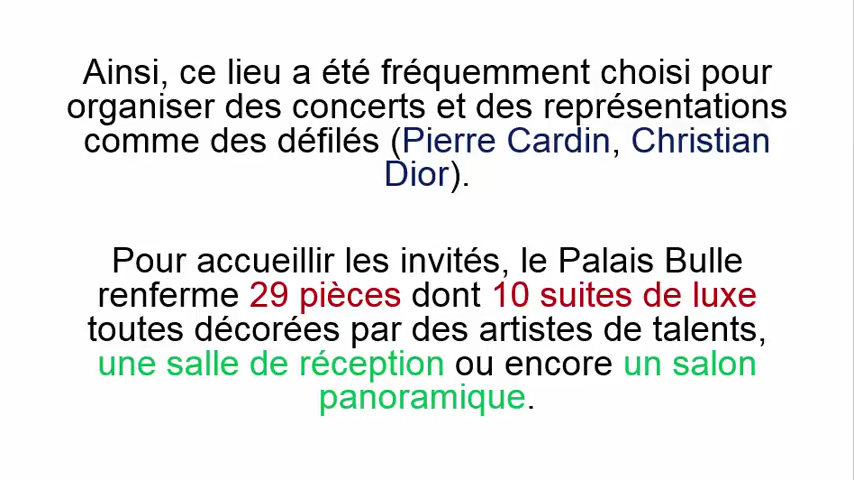 Ainsi, ce lieu a été fréquemment choisi pour
organiser des concerts et des représentations
comme des défilés (Pierre Cardin, Christian
Dior).
Pour accueillir les invités, le Palais Bulle
renferme 29 pièces dont 10 suites de luxe
toutes décorées par des artistes de talents,
une salle de réception ou encore un salon
panoramique.